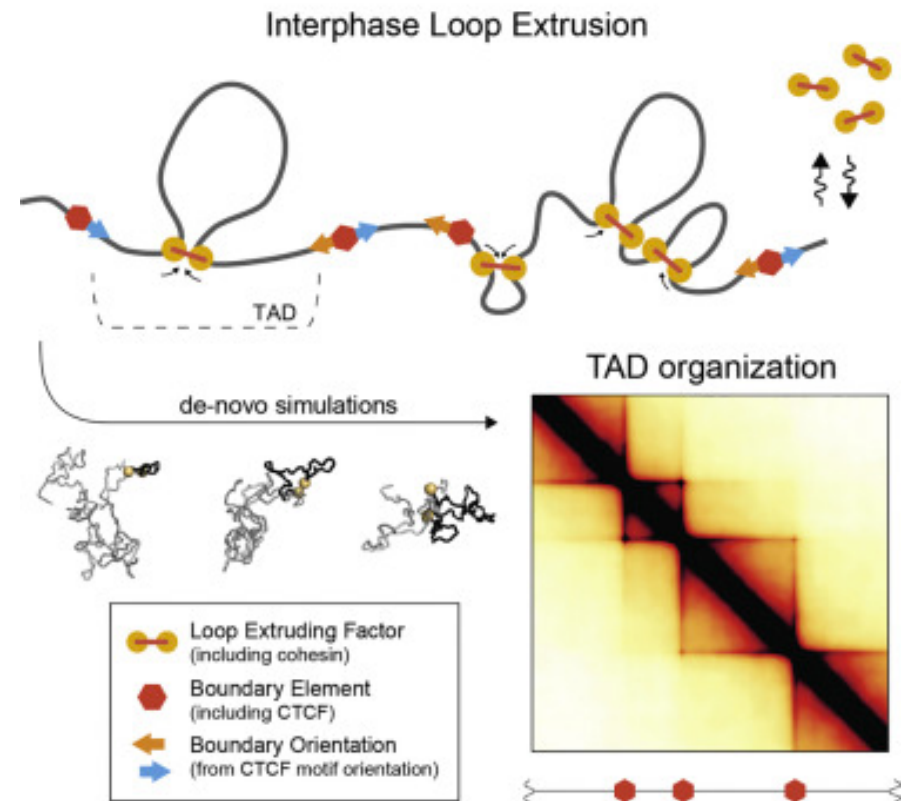 Interphase Loop Extrusion
TAD
TAD organization
de-novo simulations
Loop Extruding Factor
(including cohesin)
Boundary Element
(including CTCF)
Boundary Orientation
(from CTCF motif orientation)